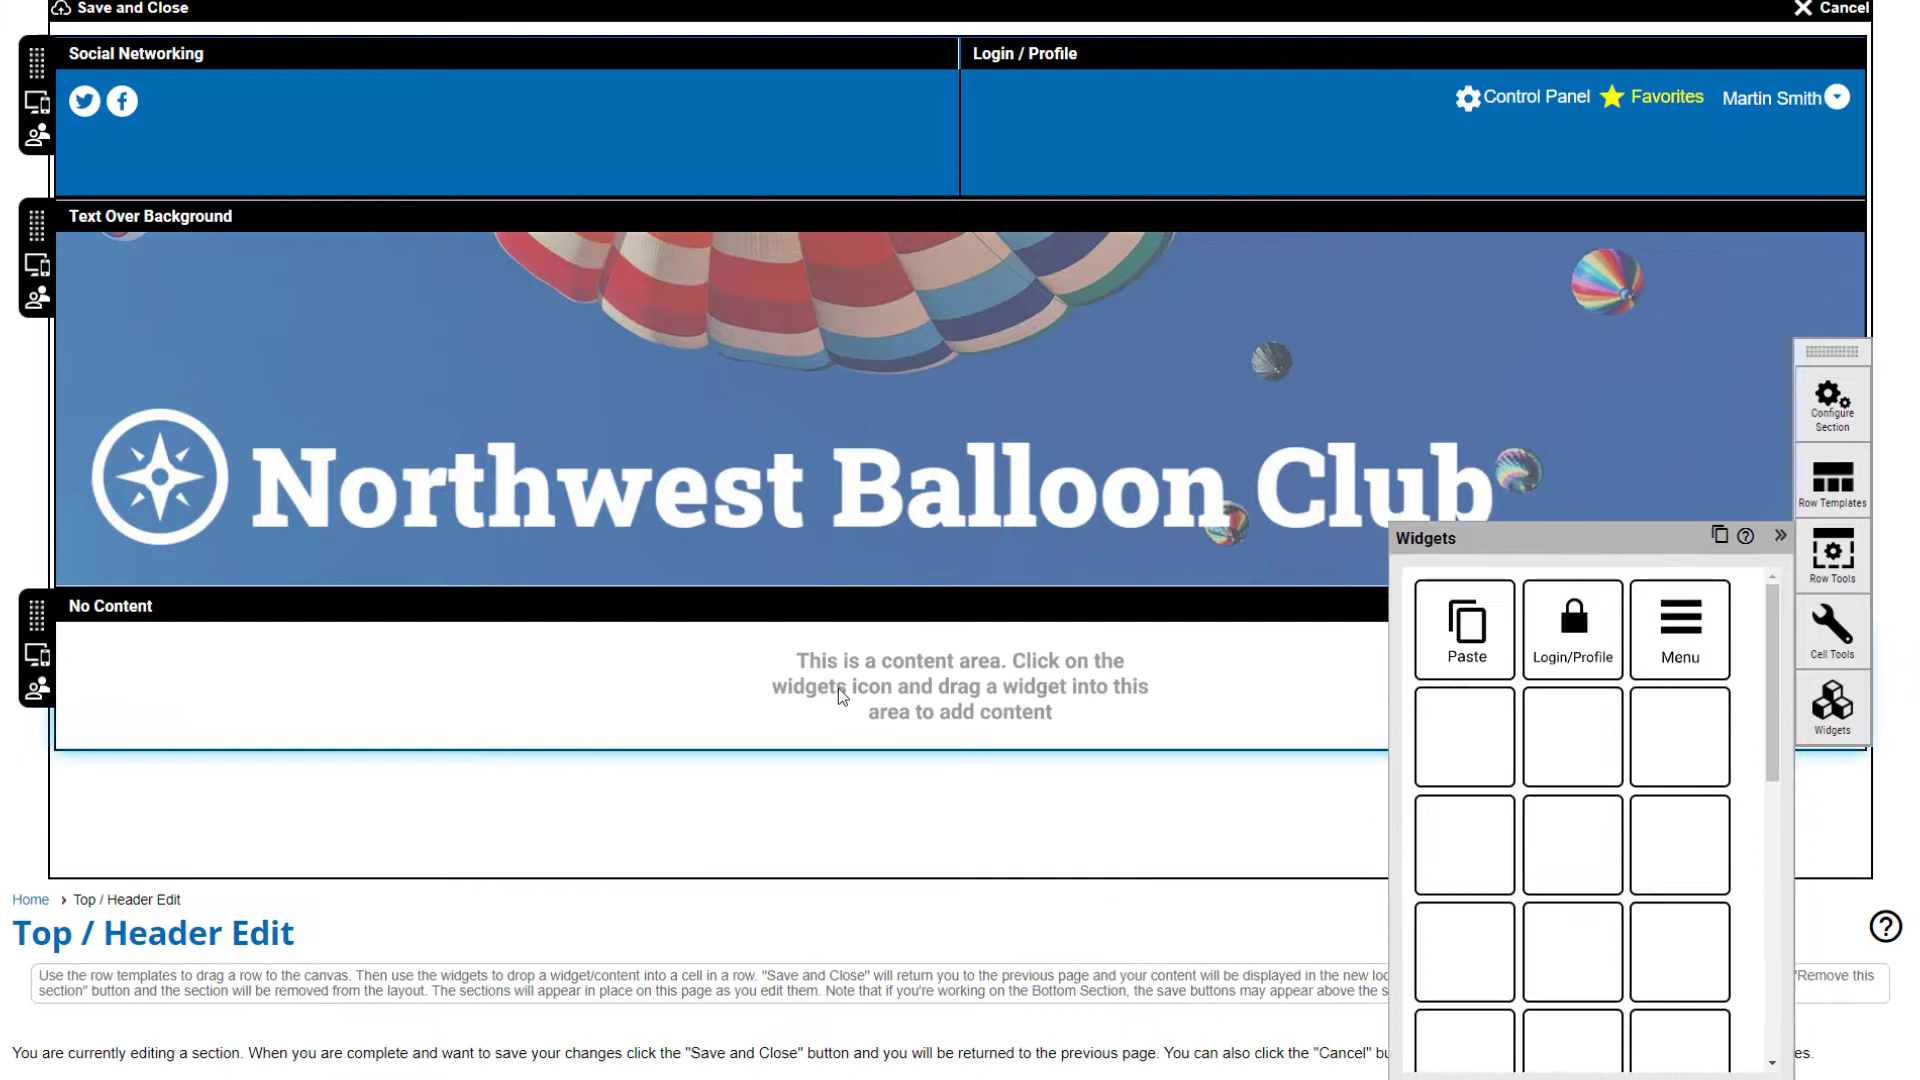 Save and Close
Cancel
Social Networking
Login / Profile
Control Panel
Favorites
Martin Smith
Text Over Background
Northwest Balloon Club
Configure
Section
Row Templates
Row Tools
Cell Tools
Widgets
Widgets
Paste
Login/Profile
Menu
No Content
This is a content area. Click on the
widgets icon and drag a widget into this
area to add content
Home › Top / Header Edit
Top / Header Edit
Use the row templates to drag a row to the canvas. Then use the widgets to drop a widget/content into a cell in a row. "Save and Close" will return you to the previous page and your content will be displayed in the new loc "Remove this
section" button and the section will be removed from the layout. The sections will appear in place on this page as you edit them. Note that if you're working on the Bottom Section, the save buttons may appear above the s
You are currently editing a section. When you are complete and want to save your changes click the "Save and Close" button and you will be returned to the previous page. You can also click the "Cancel" bu es.